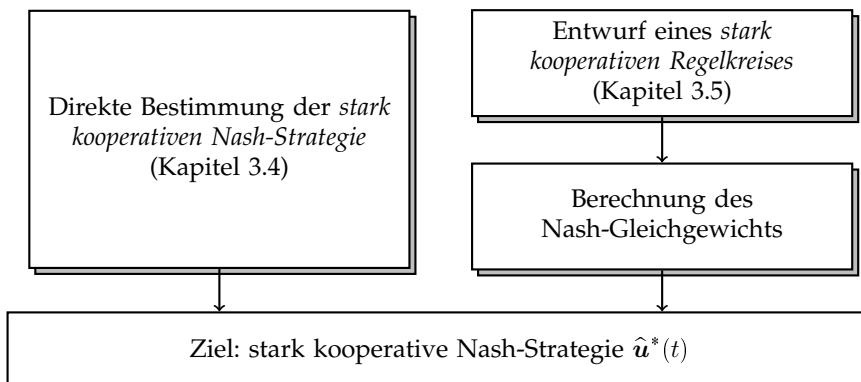 Direkte Bestimmung der stark
kooperativen Nash-Strategie
(Kapitel 3.4)
Entwurf eines stark
kooperativen Regelkreises
(Kapitel 3.5)
Berechnung des
Nash-Gleichgewichts
Ziel: stark kooperative Nash-Strategie û*(t)